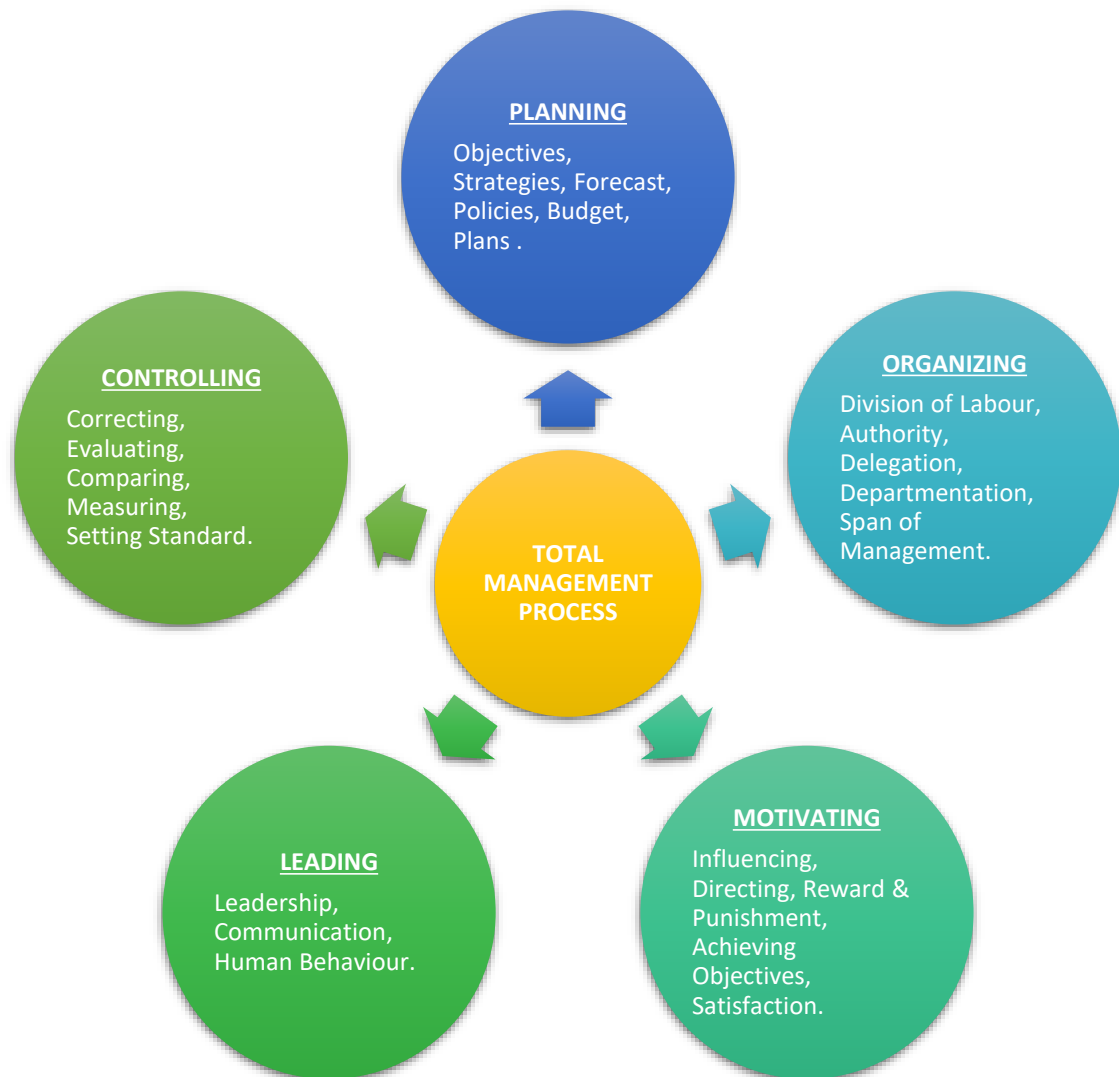 PLANNING
Objectives,
Strategies, Forecast,
Policies, Budget,
Plans .
ORGANIZING
Division of Labour,
Authority,
Delegation,
Departmentation,
Span of
Management.
MOTIVATING
Influencing,
Directing, Reward &
Punishment,
Achieving
Objectives,
Satisfaction.
LEADING
Leadership,
Communication,
Human Behaviour.
CONTROLLING
Correcting,
Evaluating,
Comparing,
Measuring,
Setting Standard.
TOTAL
MANAGEMENT
PROCESS